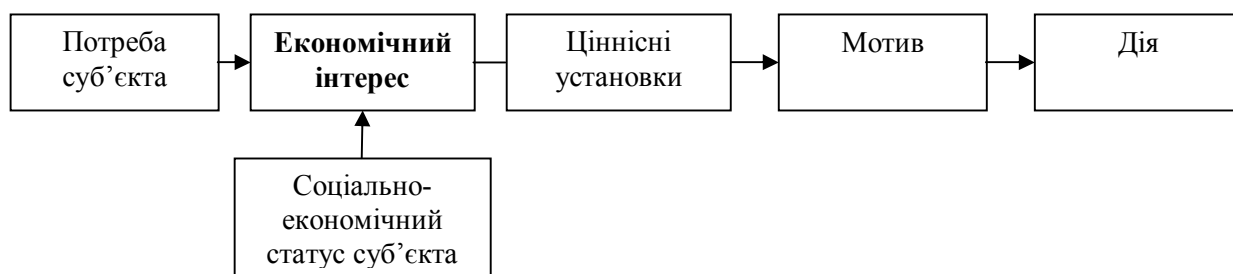 Потреба
суб’єкта
Економічний
інтерес
Ціннісні
установки
Мотив
Дія
Соціально-
економічний
статус суб’єкта